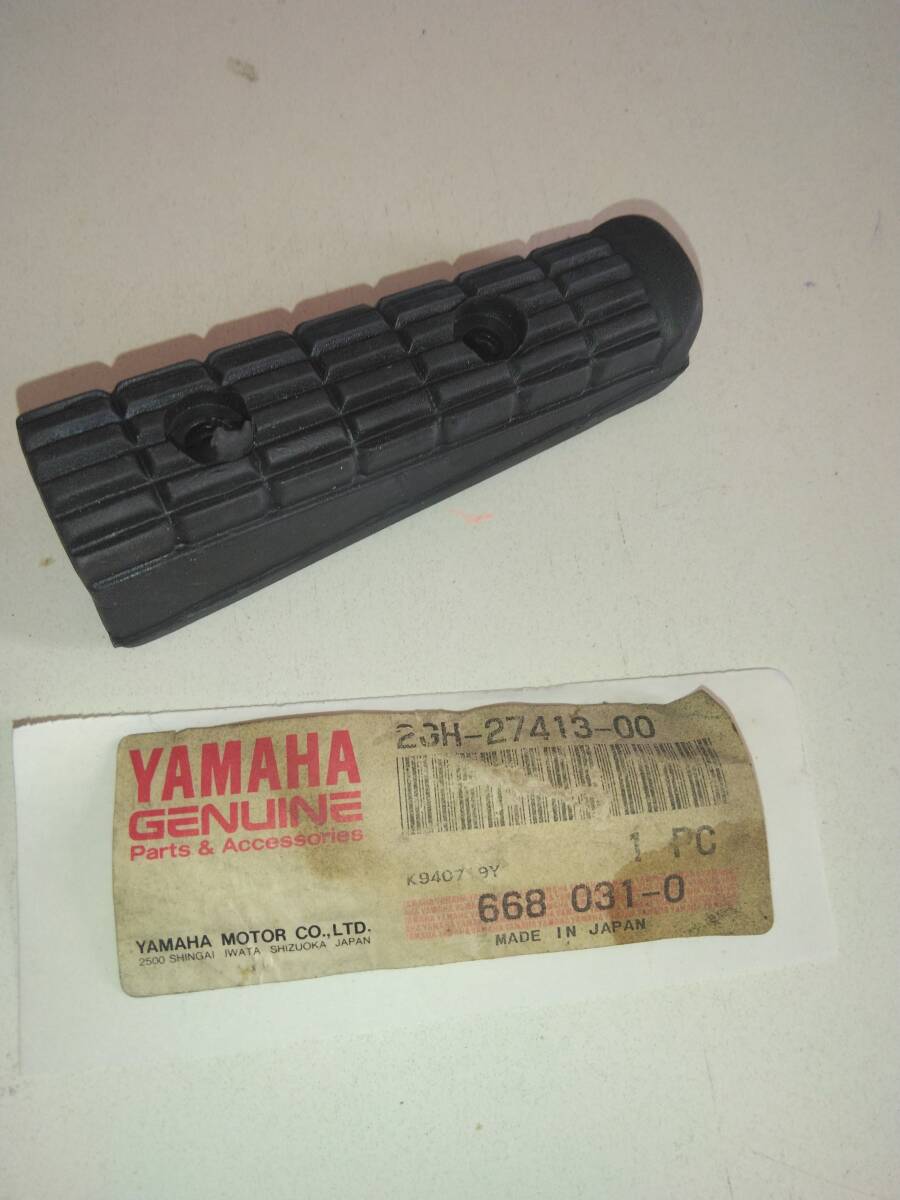 YAMAHA
GENUINE
Parts & Accessories
YAMAHA MOTOR CO.,LTD.
2500 SHINGAI IWATA SHIZUOKA JAPAN
2GH-27413-00
1 PC
K9407 9Y
668 031-0
MADE IN JAPAN